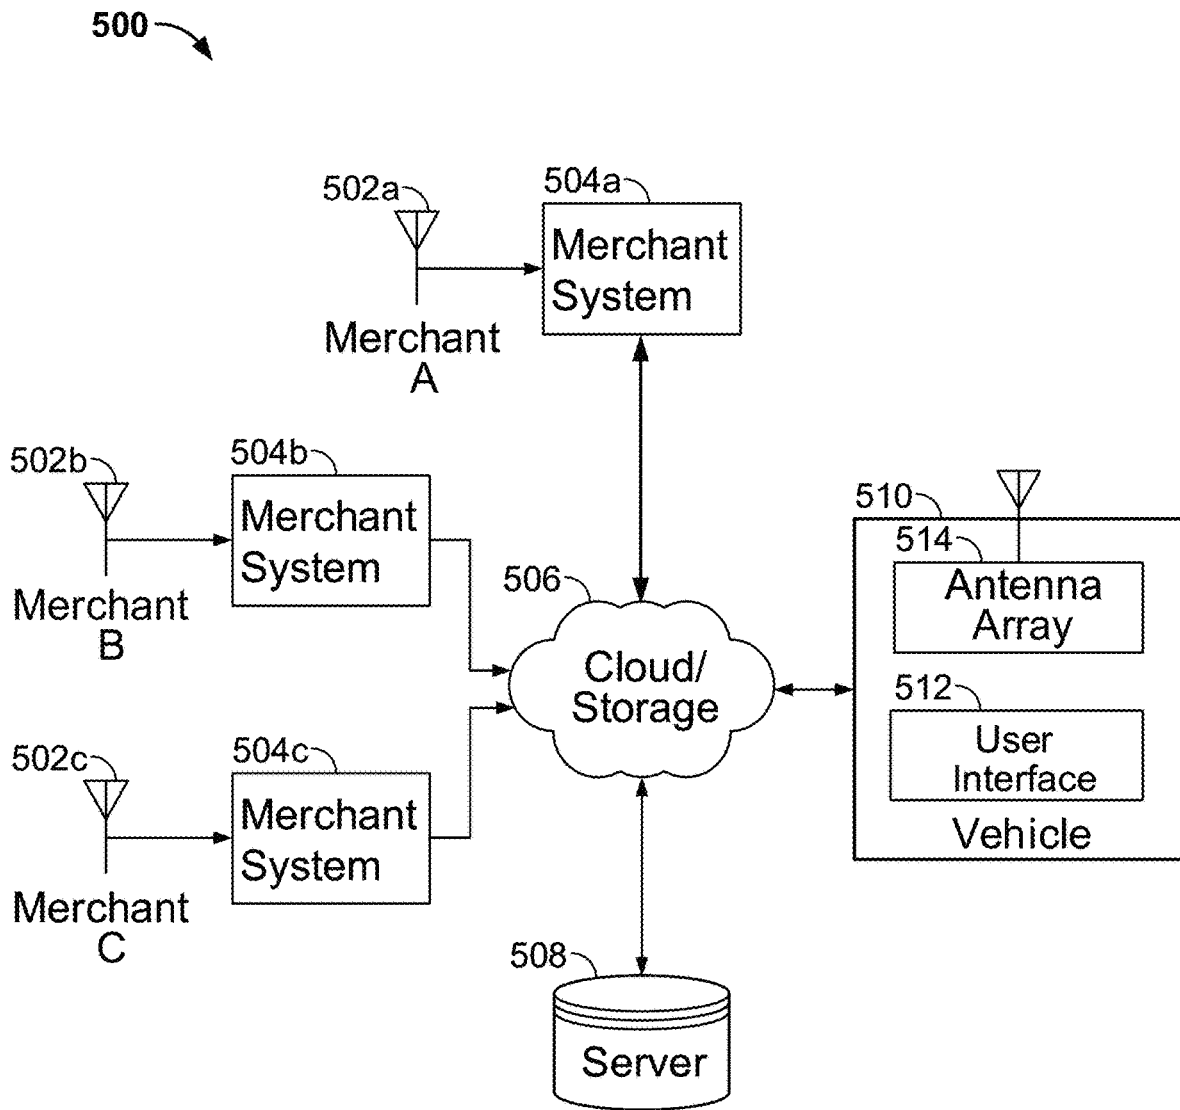 500
502a
504a
Merchant
System
Merchant
A
502b
504b
Merchant
System
Merchant
B
506
Cloud/
Storage
510
514
Antenna
Array
512
User
Interface
Vehicle
502c
504c
Merchant
System
Merchant
C
508
Server